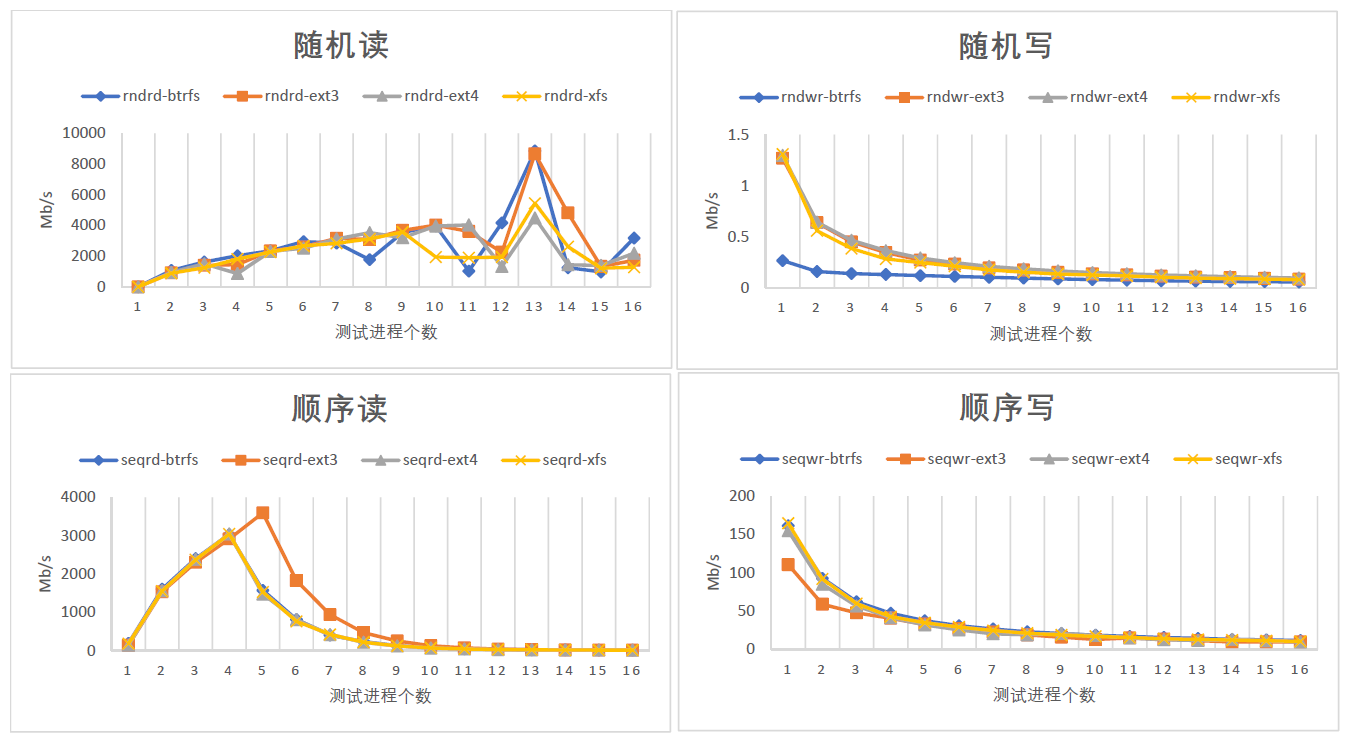 随机读
rndrd-btrfs rndrd-ext3 rndrd-ext4 rndrd-xfs
10000
8000
6000
4000
2000
0
Mb/s
1 2 3 4 5 6 7 8 9 10 11 12 13 14 15 16
测试进程个数
随机写
rndwr-btrfs rndwr-ext3 rndwr-ext4 rndwr-xfs
1.5
1
0.5
0
Mb/s
1 2 3 4 5 6 7 8 9 10 11 12 13 14 15 16
测试进程个数
顺序读
seqrd-btrfs seqrd-ext3 seqrd-ext4 seqrd-xfs
4000
3000
2000
1000
0
Mb/s
1 2 3 4 5 6 7 8 9 10 11 12 13 14 15 16
测试进程个数
顺序写
seqwr-btrfs seqwr-ext3 seqwr-ext4 seqwr-xfs
200
150
100
50
0
Mb/s
1 2 3 4 5 6 7 8 9 10 11 12 13 14 15 16
测试进程个数